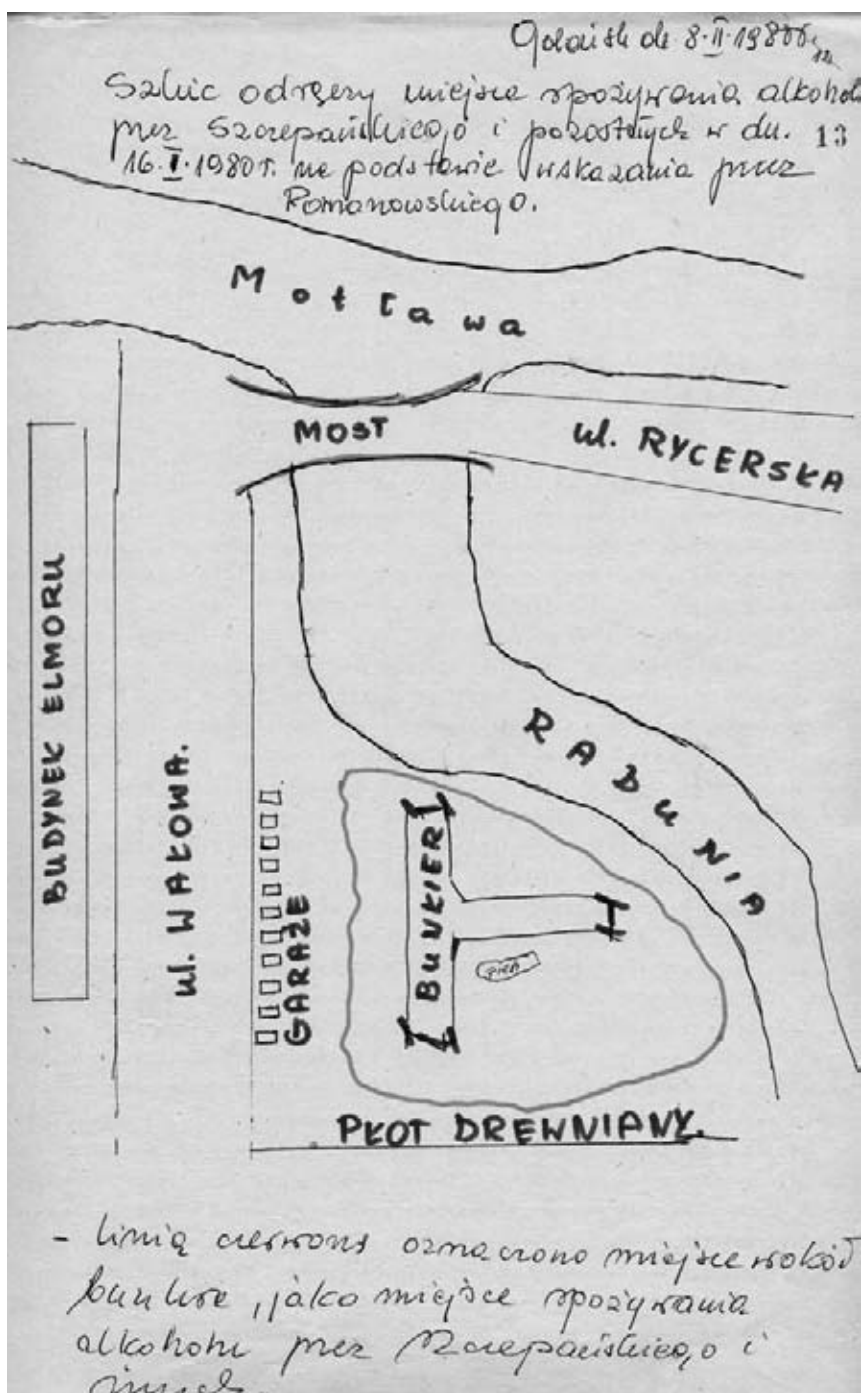 Gdańsk dn. 8.II.1980r.
Szkic odręczny miejsca spożywania alkoholu
przez Szczepańskiego i pozostałych w dn. 13
16.I.1980r. na podstawie wskazania przez
Romanowskiego.
Motława
MOST
ul. RYCERSKA
BUDYNEK ELMORU
ul. WAŁOWA.
GARAŻE
BUNKIER
RADUNIA
PŁOT DREWNIANY.
- linią czerwoną oznaczono miejsce wokół
bunkra, jako miejsce spożywania
alkoholu przez Szczepańskiego i
innych.